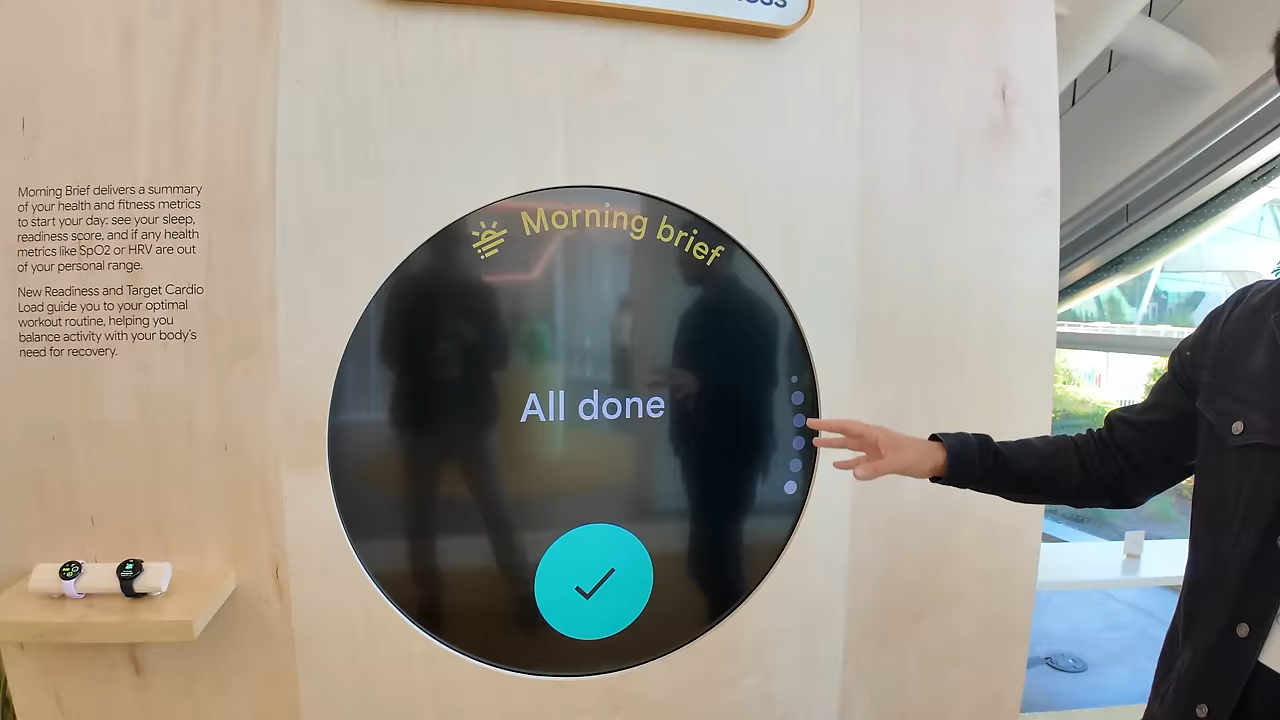 Morning Brief delivers a summary
of your health and fitness metrics
to start your day: see your sleep,
readiness score, and if any health
metrics like SpO2 or HRV are out
of your personal range.
New Readiness and Target Cardio
Load guide you to your optimal
workout routine, helping you
balance activity with your body's
need for recovery.
Morning brief
All done